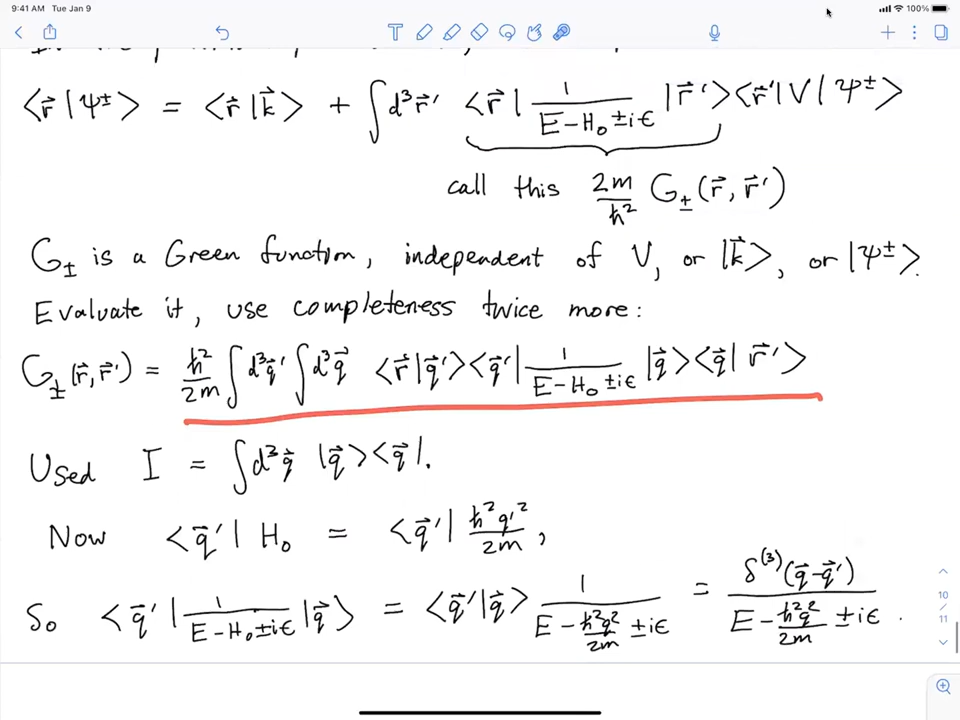 9:41 AM Tue Jan 9
100%
⟨r⃗|ψ±⟩ = ⟨r⃗|k⃗⟩ + ∫d³r⃗′ ⟨r⃗| 1/(E−H₀±iϵ) |r⃗′⟩⟨r⃗′|V|ψ±⟩
call this 2m/ħ² G±(r⃗, r⃗′)
G± is a Green function, independent of V, or |k⃗⟩, or |ψ±⟩.
Evaluate it, use completeness twice more:
G±(r⃗,r⃗′) = ħ²/2m ∫d³q⃗′ ∫d³q⃗ ⟨r⃗|q⃗′⟩⟨q⃗′| 1/(E−H₀±iϵ) |q⃗⟩⟨q⃗|r⃗′⟩
Used I = ∫d³q⃗ |q⃗⟩⟨q⃗|.
Now ⟨q⃗′| H₀ = ⟨q⃗′| ħ²q′²/2m,
So ⟨q⃗′| 1/(E−H₀±iϵ) |q⃗⟩ = ⟨q⃗′|q⃗⟩ 1/(E − ħ²q²/2m ±iϵ) = δ⁽³⁾(q⃗−q⃗′)/(E − ħ²q²/2m ±iϵ).
10
/
11